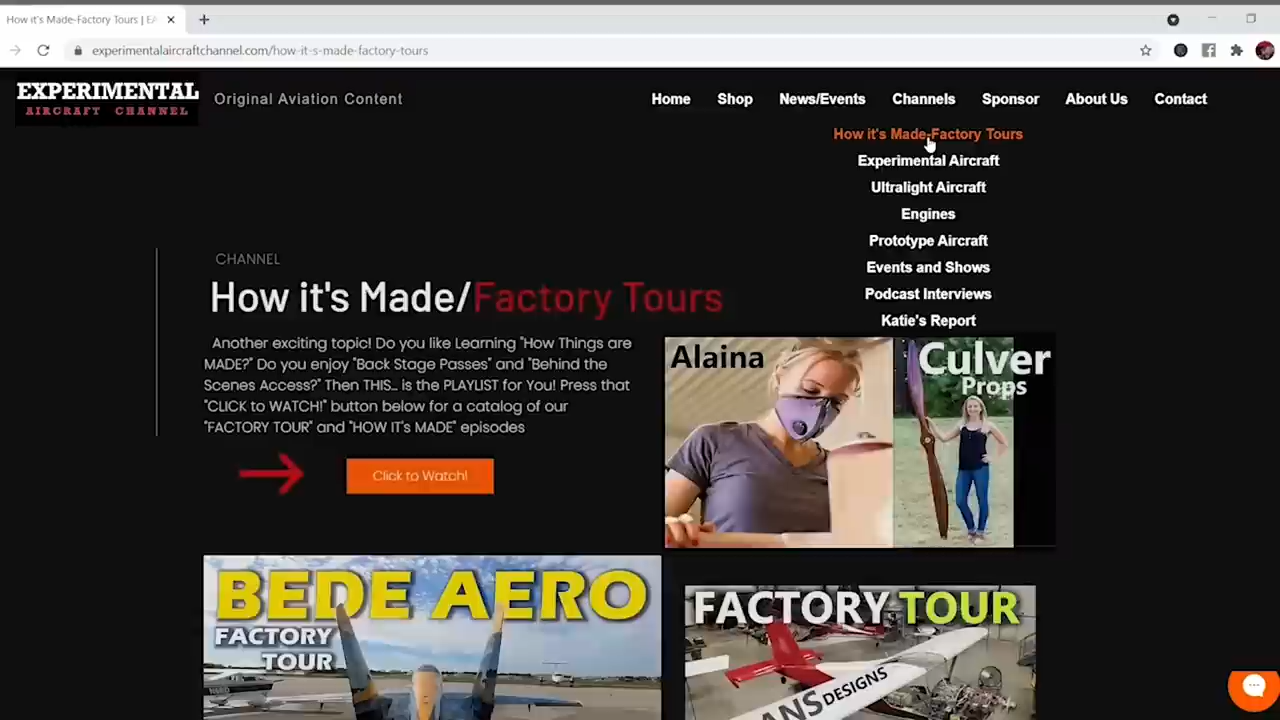 How it's Made-Factory Tours | EA
experimentalaircraftchannel.com/how-it-s-made-factory-tours
EXPERIMENTAL
AIRCRAFT CHANNEL
Original Aviation Content
Home Shop News/Events Channels Sponsor About Us Contact
How it's Made-Factory Tours
Experimental Aircraft
Ultralight Aircraft
Engines
Prototype Aircraft
Events and Shows
Podcast Interviews
Katie's Report
CHANNEL
How it's Made/Factory Tours
Another exciting topic! Do you like Learning "How Things are
MADE?" Do you enjoy "Back Stage Passes" and "Behind the
Scenes Access?" Then THIS... is the PLAYLIST for You! Press that
"CLICK to WATCH!" button below for a catalog of our
"FACTORY TOUR" and "HOW IT's MADE" episodes
Click to Watch!
Alaina
Culver
Props
BEDE AERO
FACTORY
TOUR
FACTORY TOUR
ANSDESIGNS